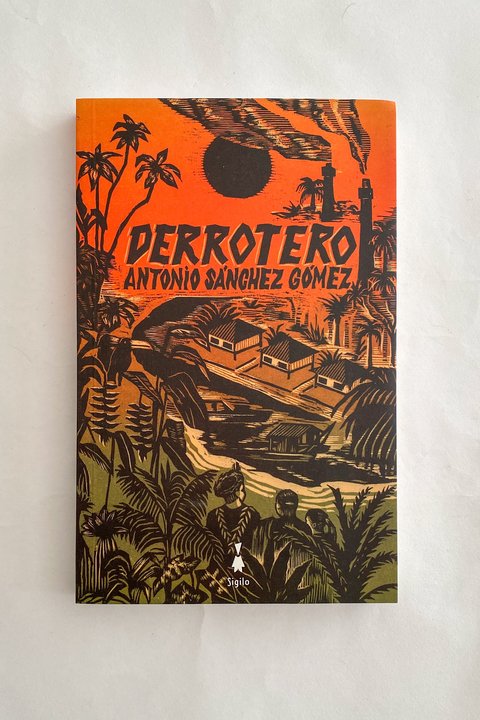 DERROTERO
ANTONIO SÁNCHEZ GÓMEZ
Sigilo